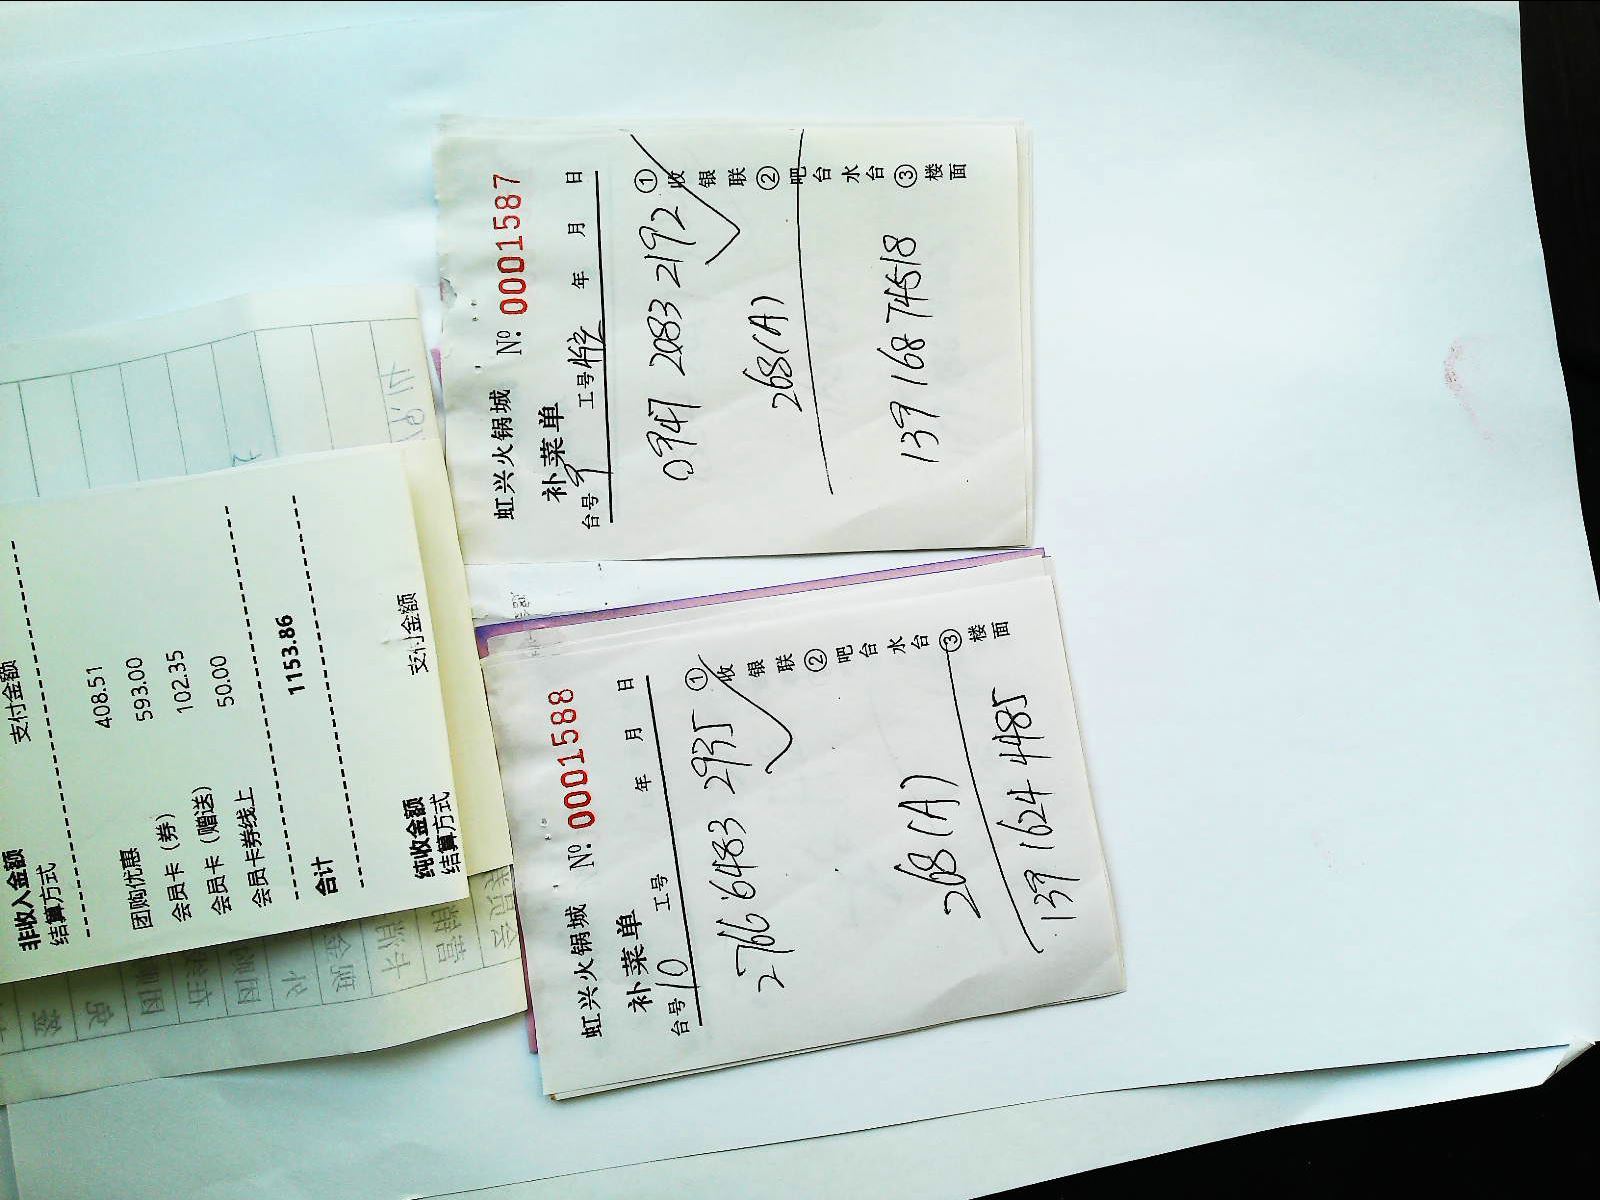 非收入金额
结算方式 支付金额
408.51
团购优惠 593.00
会员卡（券） 102.35
会员卡（赠送） 50.00
会员卡券线上
合计 1153.86
纯收金额
结算方式 支付金额
虹兴火锅城 №: 0001587
补菜单
台号 9 工号 年 月 日
0947 2083 2192
268(A)
139 168 74518
①收银联②吧台水台③楼面
虹兴火锅城 №: 0001588
补菜单
台号 10 工号 年 月 日
2766 6483 2935
268(A)
139 1624 4485
①收银联②吧台水台③楼面